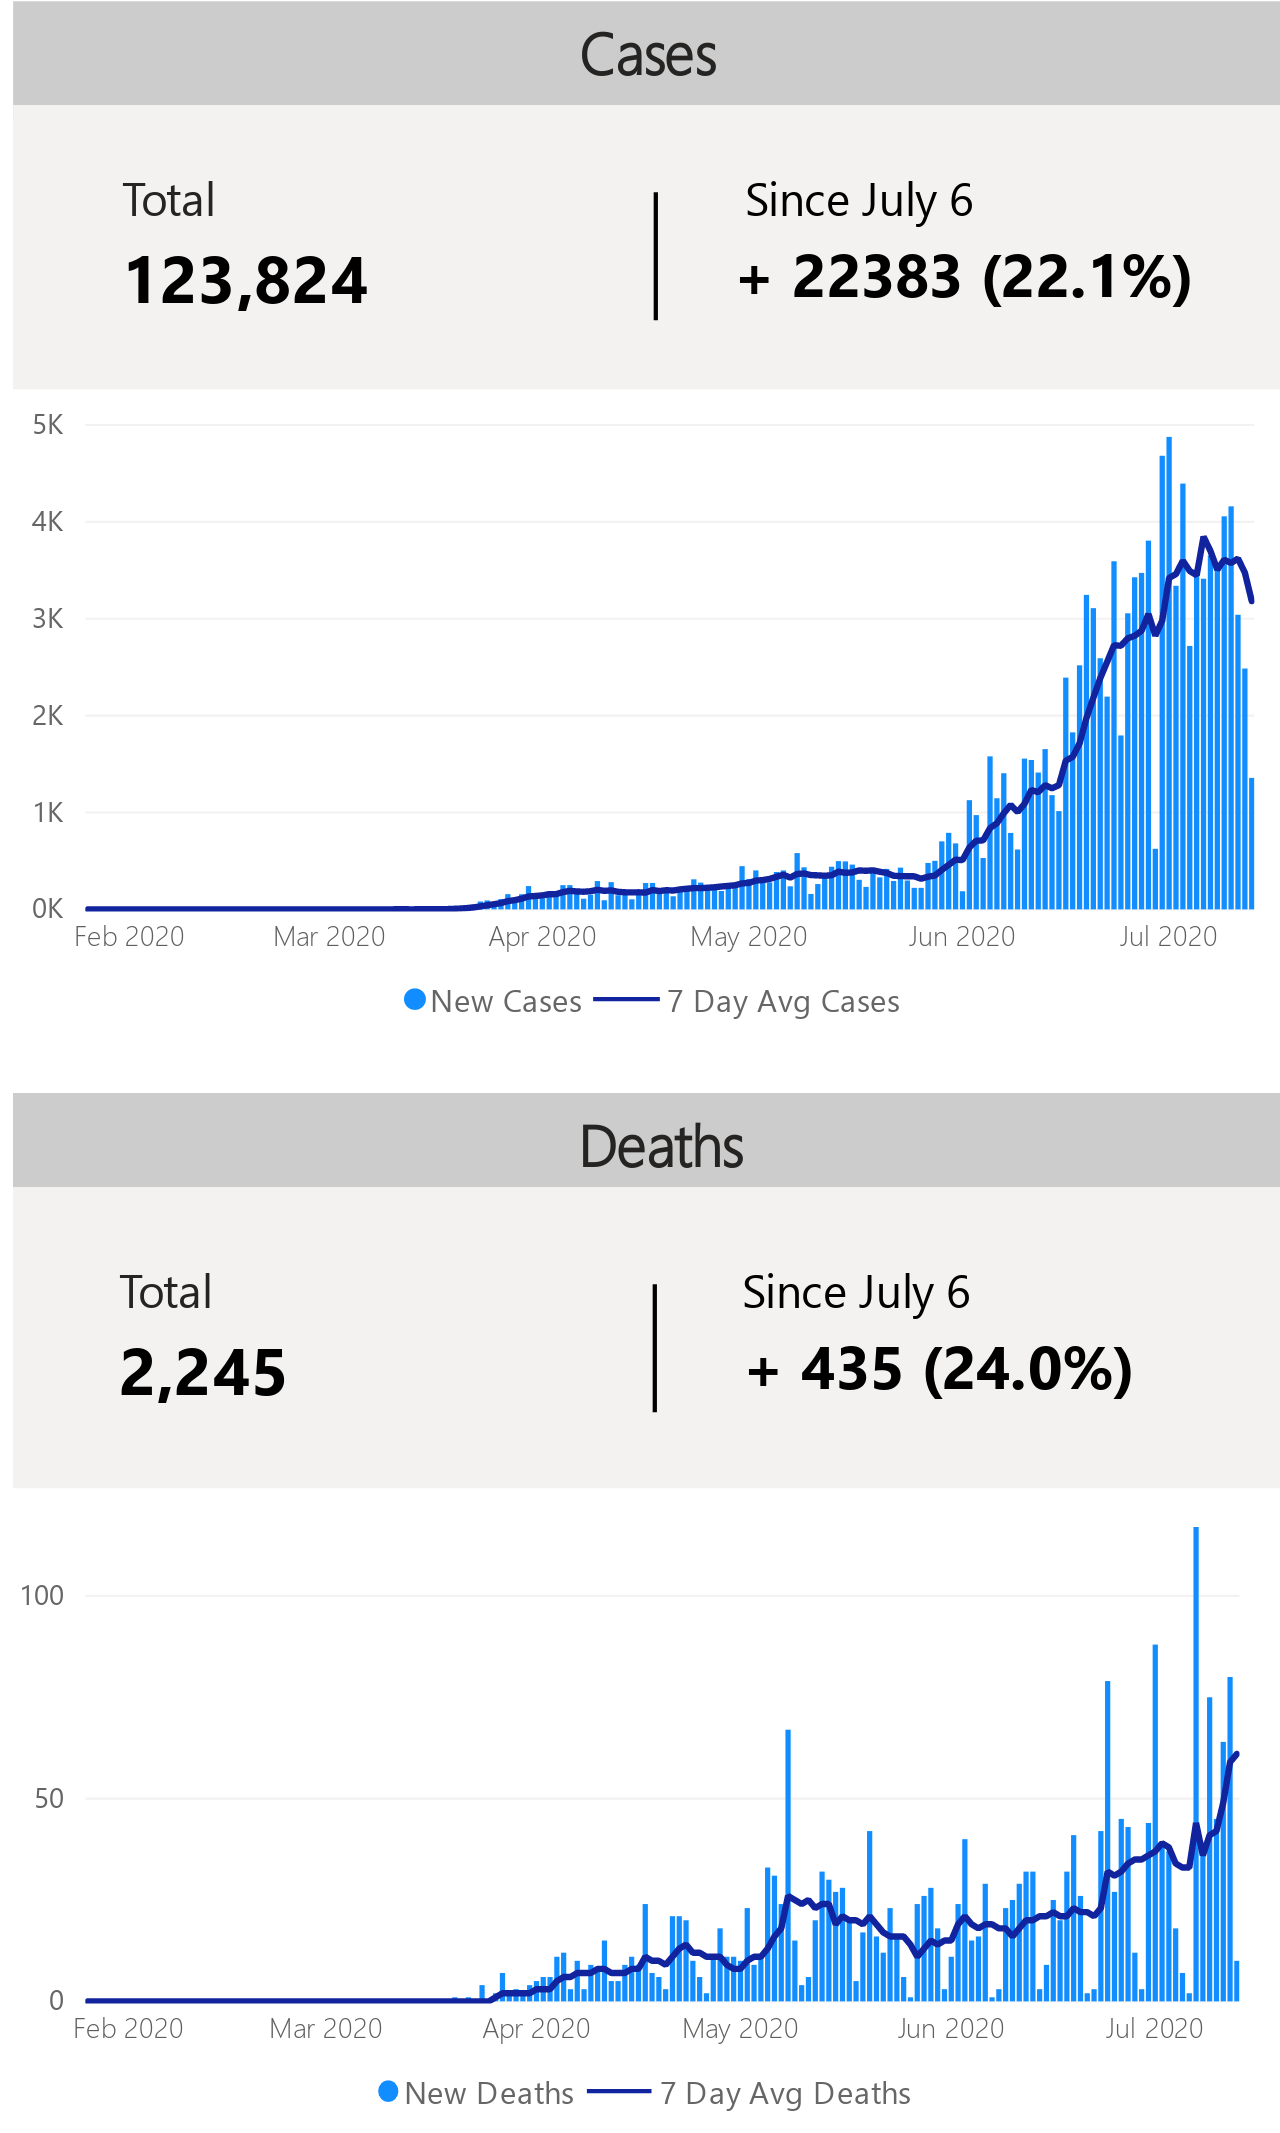 Cases
Total
Since July 6
123,824
+ 22383 (22.1%)
5K
4K
3K
2K
1K
0K
Feb 2020 Mar 2020 Apr 2020 May 2020 Jun 2020 Jul 2020
New Cases 7 Day Avg Cases
Deaths
Total
Since July 6
2,245
+ 435 (24.0%)
100
50
0
Feb 2020 Mar 2020 Apr 2020 May 2020 Jun 2020 Jul 2020
New Deaths 7 Day Avg Deaths